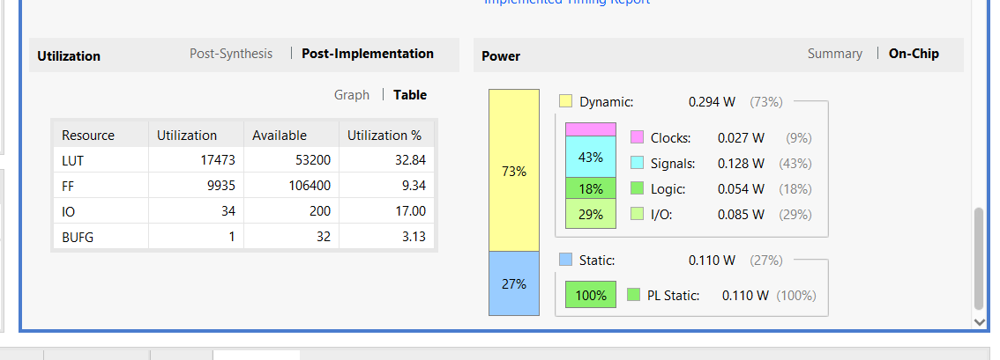 Implemented Timing Report
Utilization Post-Synthesis | Post-Implementation
Graph | Table
Resource Utilization Available Utilization %
LUT 17473 53200 32.84
FF 9935 106400 9.34
IO 34 200 17.00
BUFG 1 32 3.13
Power Summary | On-Chip
73%
27%
Dynamic: 0.294 W (73%)
43%
18%
29%
Clocks: 0.027 W (9%)
Signals: 0.128 W (43%)
Logic: 0.054 W (18%)
I/O: 0.085 W (29%)
Static: 0.110 W (27%)
100% PL Static: 0.110 W (100%)